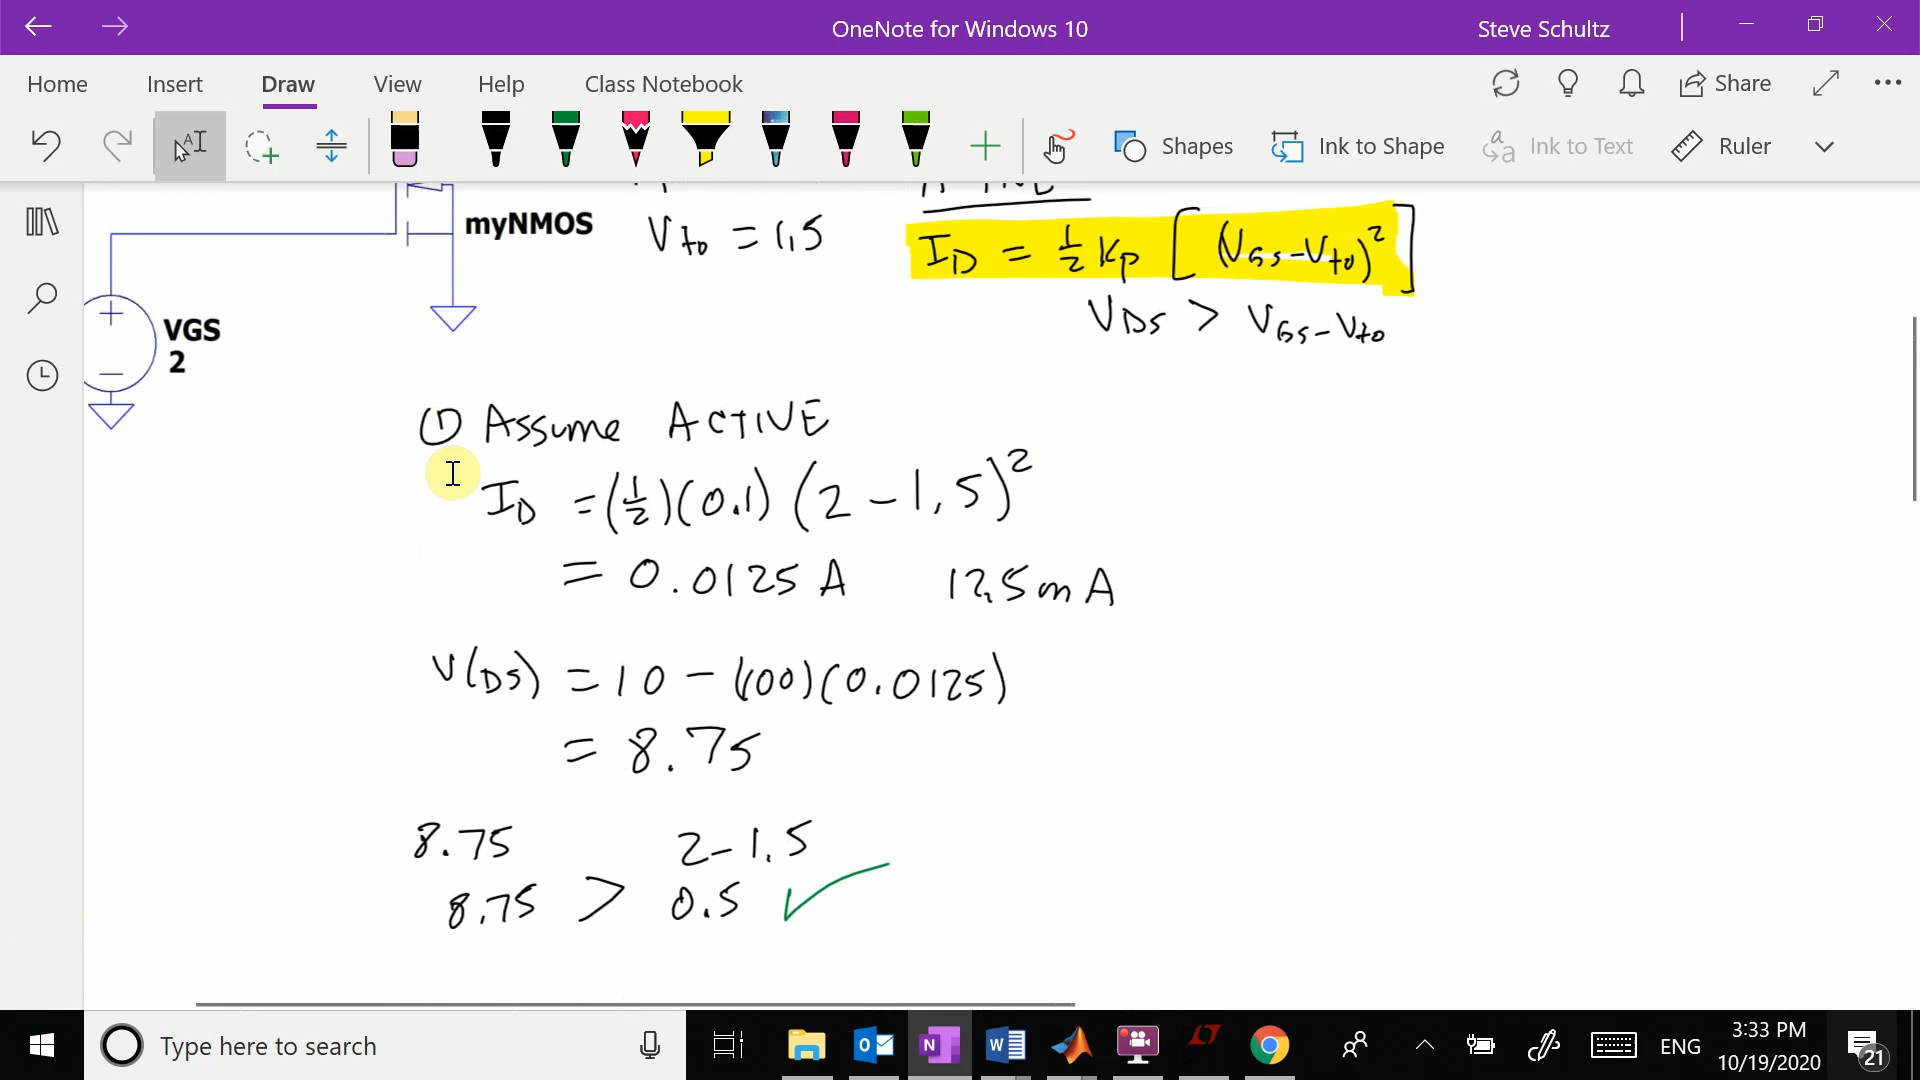 OneNote for Windows 10
Steve Schultz
Home Insert Draw View Help Class Notebook
Share
Shapes
Ink to Shape
Ink to Text
Ruler
myNMOS
VGS
2
Vto = 1,5
ID = 1/2 Kp [(VGS-Vto)²]
VDS > VGS-Vto
① Assume ACTIVE
ID = (1/2)(0.1)(2-1,5)²
= 0.0125 A 12,5 mA
V(DS) = 10 - (100)(0.0125)
= 8.75
8.75 2-1.5
8.75 > 0.5 ✓
Type here to search
ENG
3:33 PM
10/19/2020
21